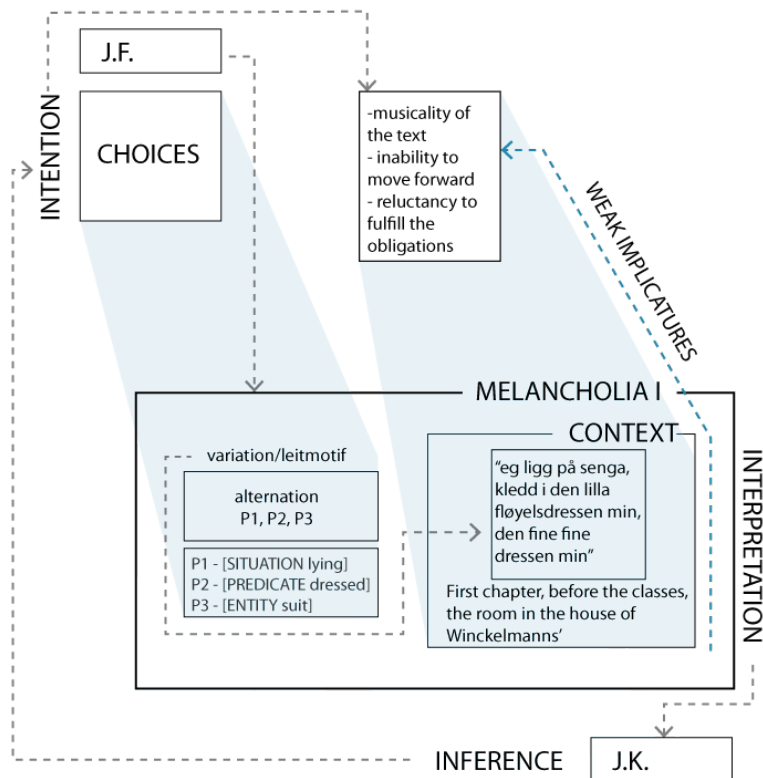 J.F.
INTENTION
CHOICES
-musicality of
the text
- inability to
move forward
- reluctancy to
fulfill the
obligations
WEAK IMPLICATURES
MELANCHOLIA I
variation/leitmotif
alternation
P1, P2, P3
P1 - [SITUATION lying]
P2 - [PREDICATE dressed]
P3 - [ENTITY suit]
CONTEXT
“eg ligg på senga,
kledd i den lilla
fløyelsdressen min,
den fine fine
dressen min”
First chapter, before the classes,
the room in the house of
Winckelmanns’
INTERPRETATION
INFERENCE
J.K.